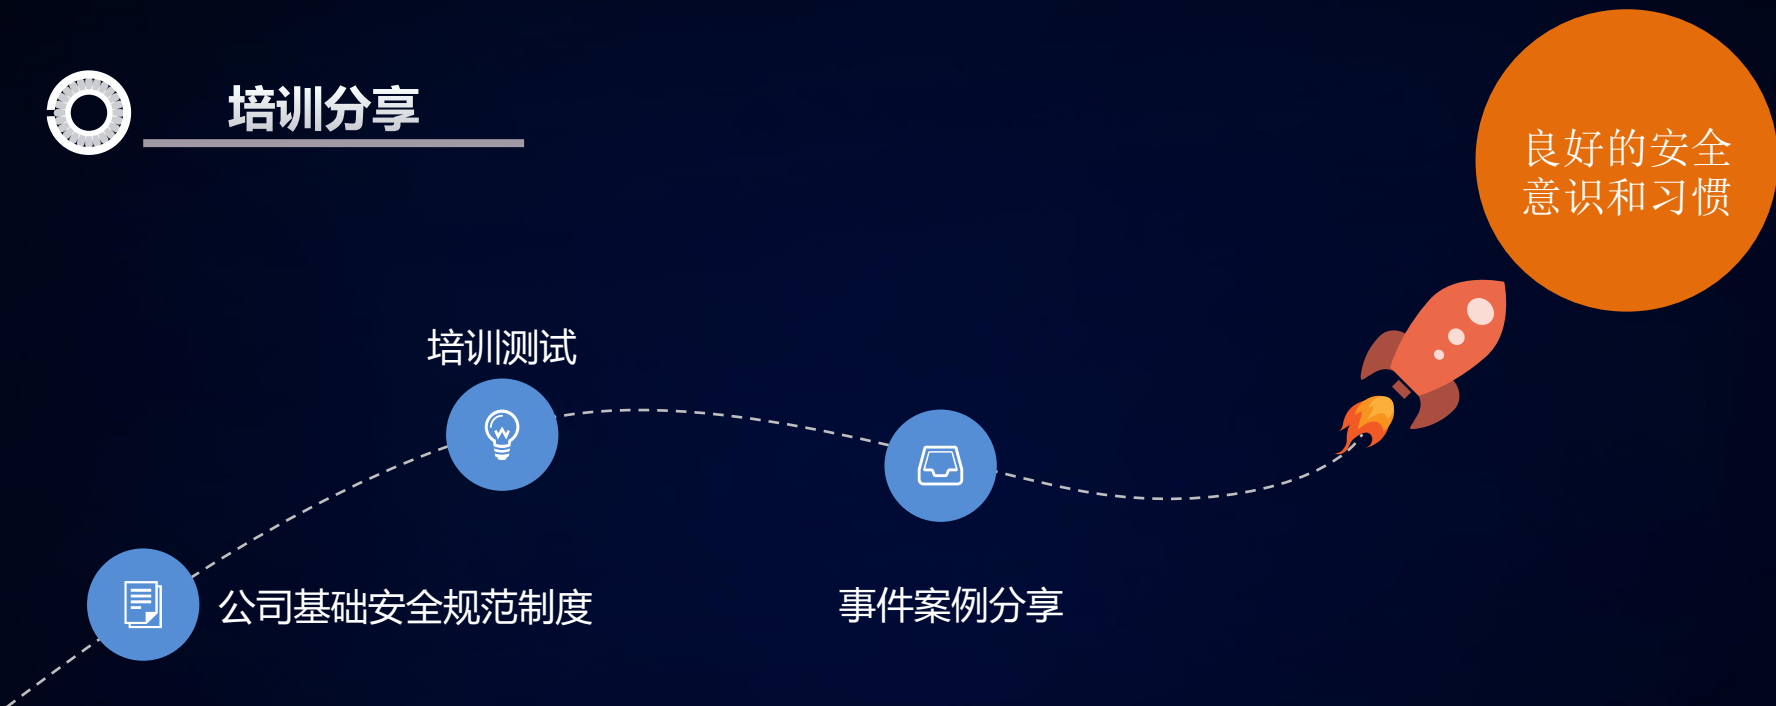 培训分享
良好的安全
意识和习惯
培训测试
公司基础安全规范制度
事件案例分享